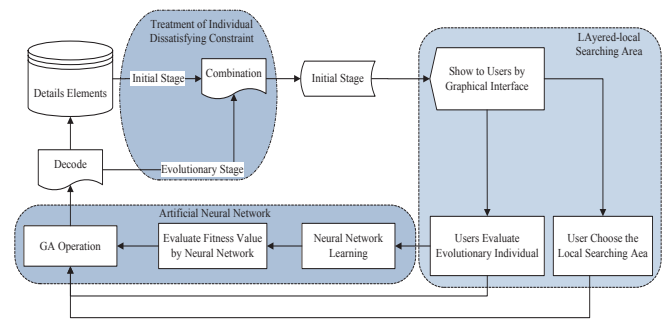 Treatment of Individual
Dissatisfying Constraint
LAyered-local
Searching Area
Details Elements
Initial Stage
Combination
Initial Stage
Show to Users by
Graphical Interface
Decode
Evolutionary Stage
Artificial Neural Network
GA Operation
Evaluate Fitness Value
by Neural Network
Neural Network
Learning
Users Evaluate
Evolutionary Individual
User Choose the
Local Searching Aea